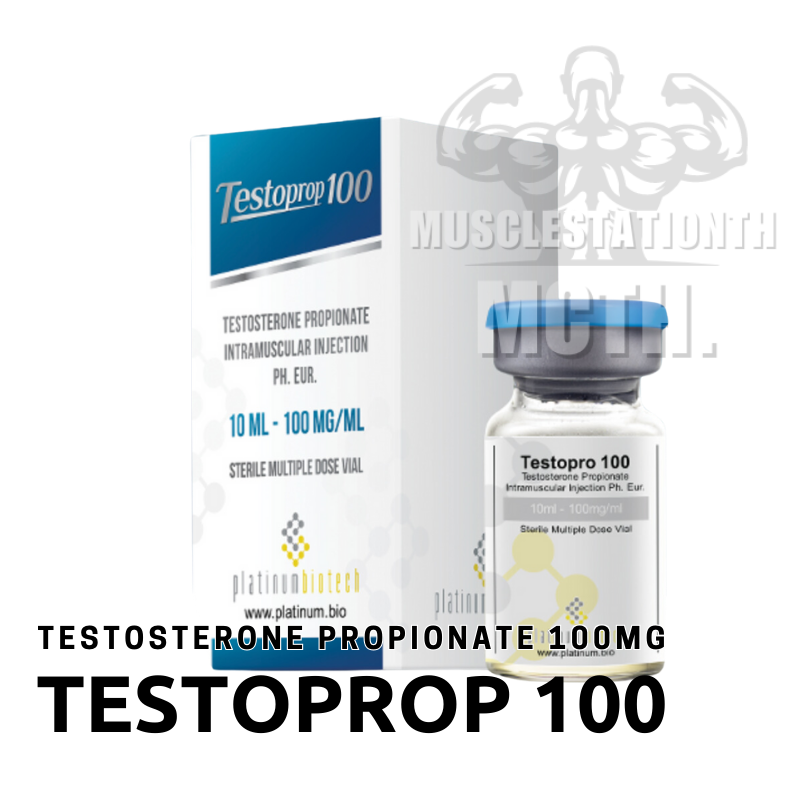 Testoprop100
TESTOSTERONE PROPIONATE
INTRAMUSCULAR INJECTION
PH. EUR.
10 ML - 100 MG/ML
STERILE MULTIPLE DOSE VIAL
platinumbiotech
www.platinum.bio
MUSCLESTATIONTH
MCTH.
platinu
Testopro 100
Testosterone Propionate
Intramuscular Injection Ph. Eur.
10ml - 100mg/ml
Sterile Multiple Dose Vial
www.platinum.bio
TESTOSTERONE PROPIONATE 100MG
TESTOPROP 100